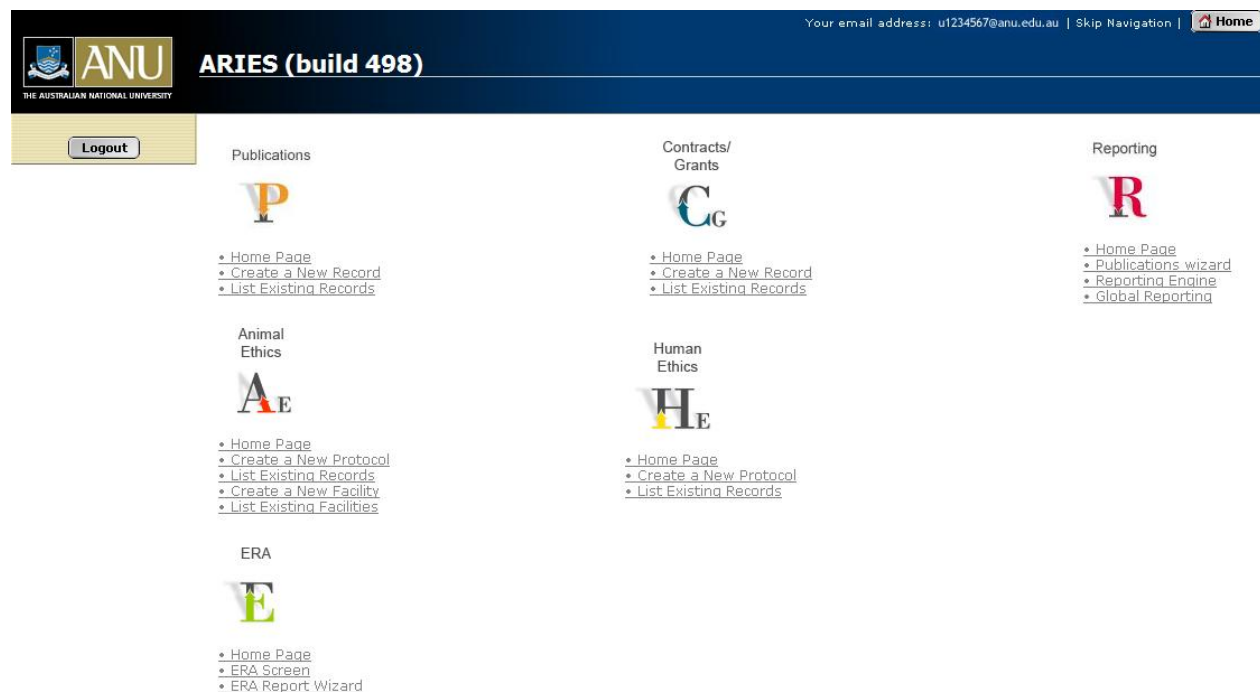 Your email address: u1234567@anu.edu.au | Skip Navigation | Home
ANU
THE AUSTRALIAN NATIONAL UNIVERSITY
ARIES (build 498)
Logout
Publications
P
• Home Page
• Create a New Record
• List Existing Records
Contracts/
Grants
CG
• Home Page
• Create a New Record
• List Existing Records
Reporting
R
• Home Page
• Publications wizard
• Reporting Engine
• Global Reporting
Animal
Ethics
AE
• Home Page
• Create a New Protocol
• List Existing Records
• Create a New Facility
• List Existing Facilities
Human
Ethics
HE
• Home Page
• Create a New Protocol
• List Existing Records
ERA
E
• Home Page
• ERA Screen
• ERA Report Wizard